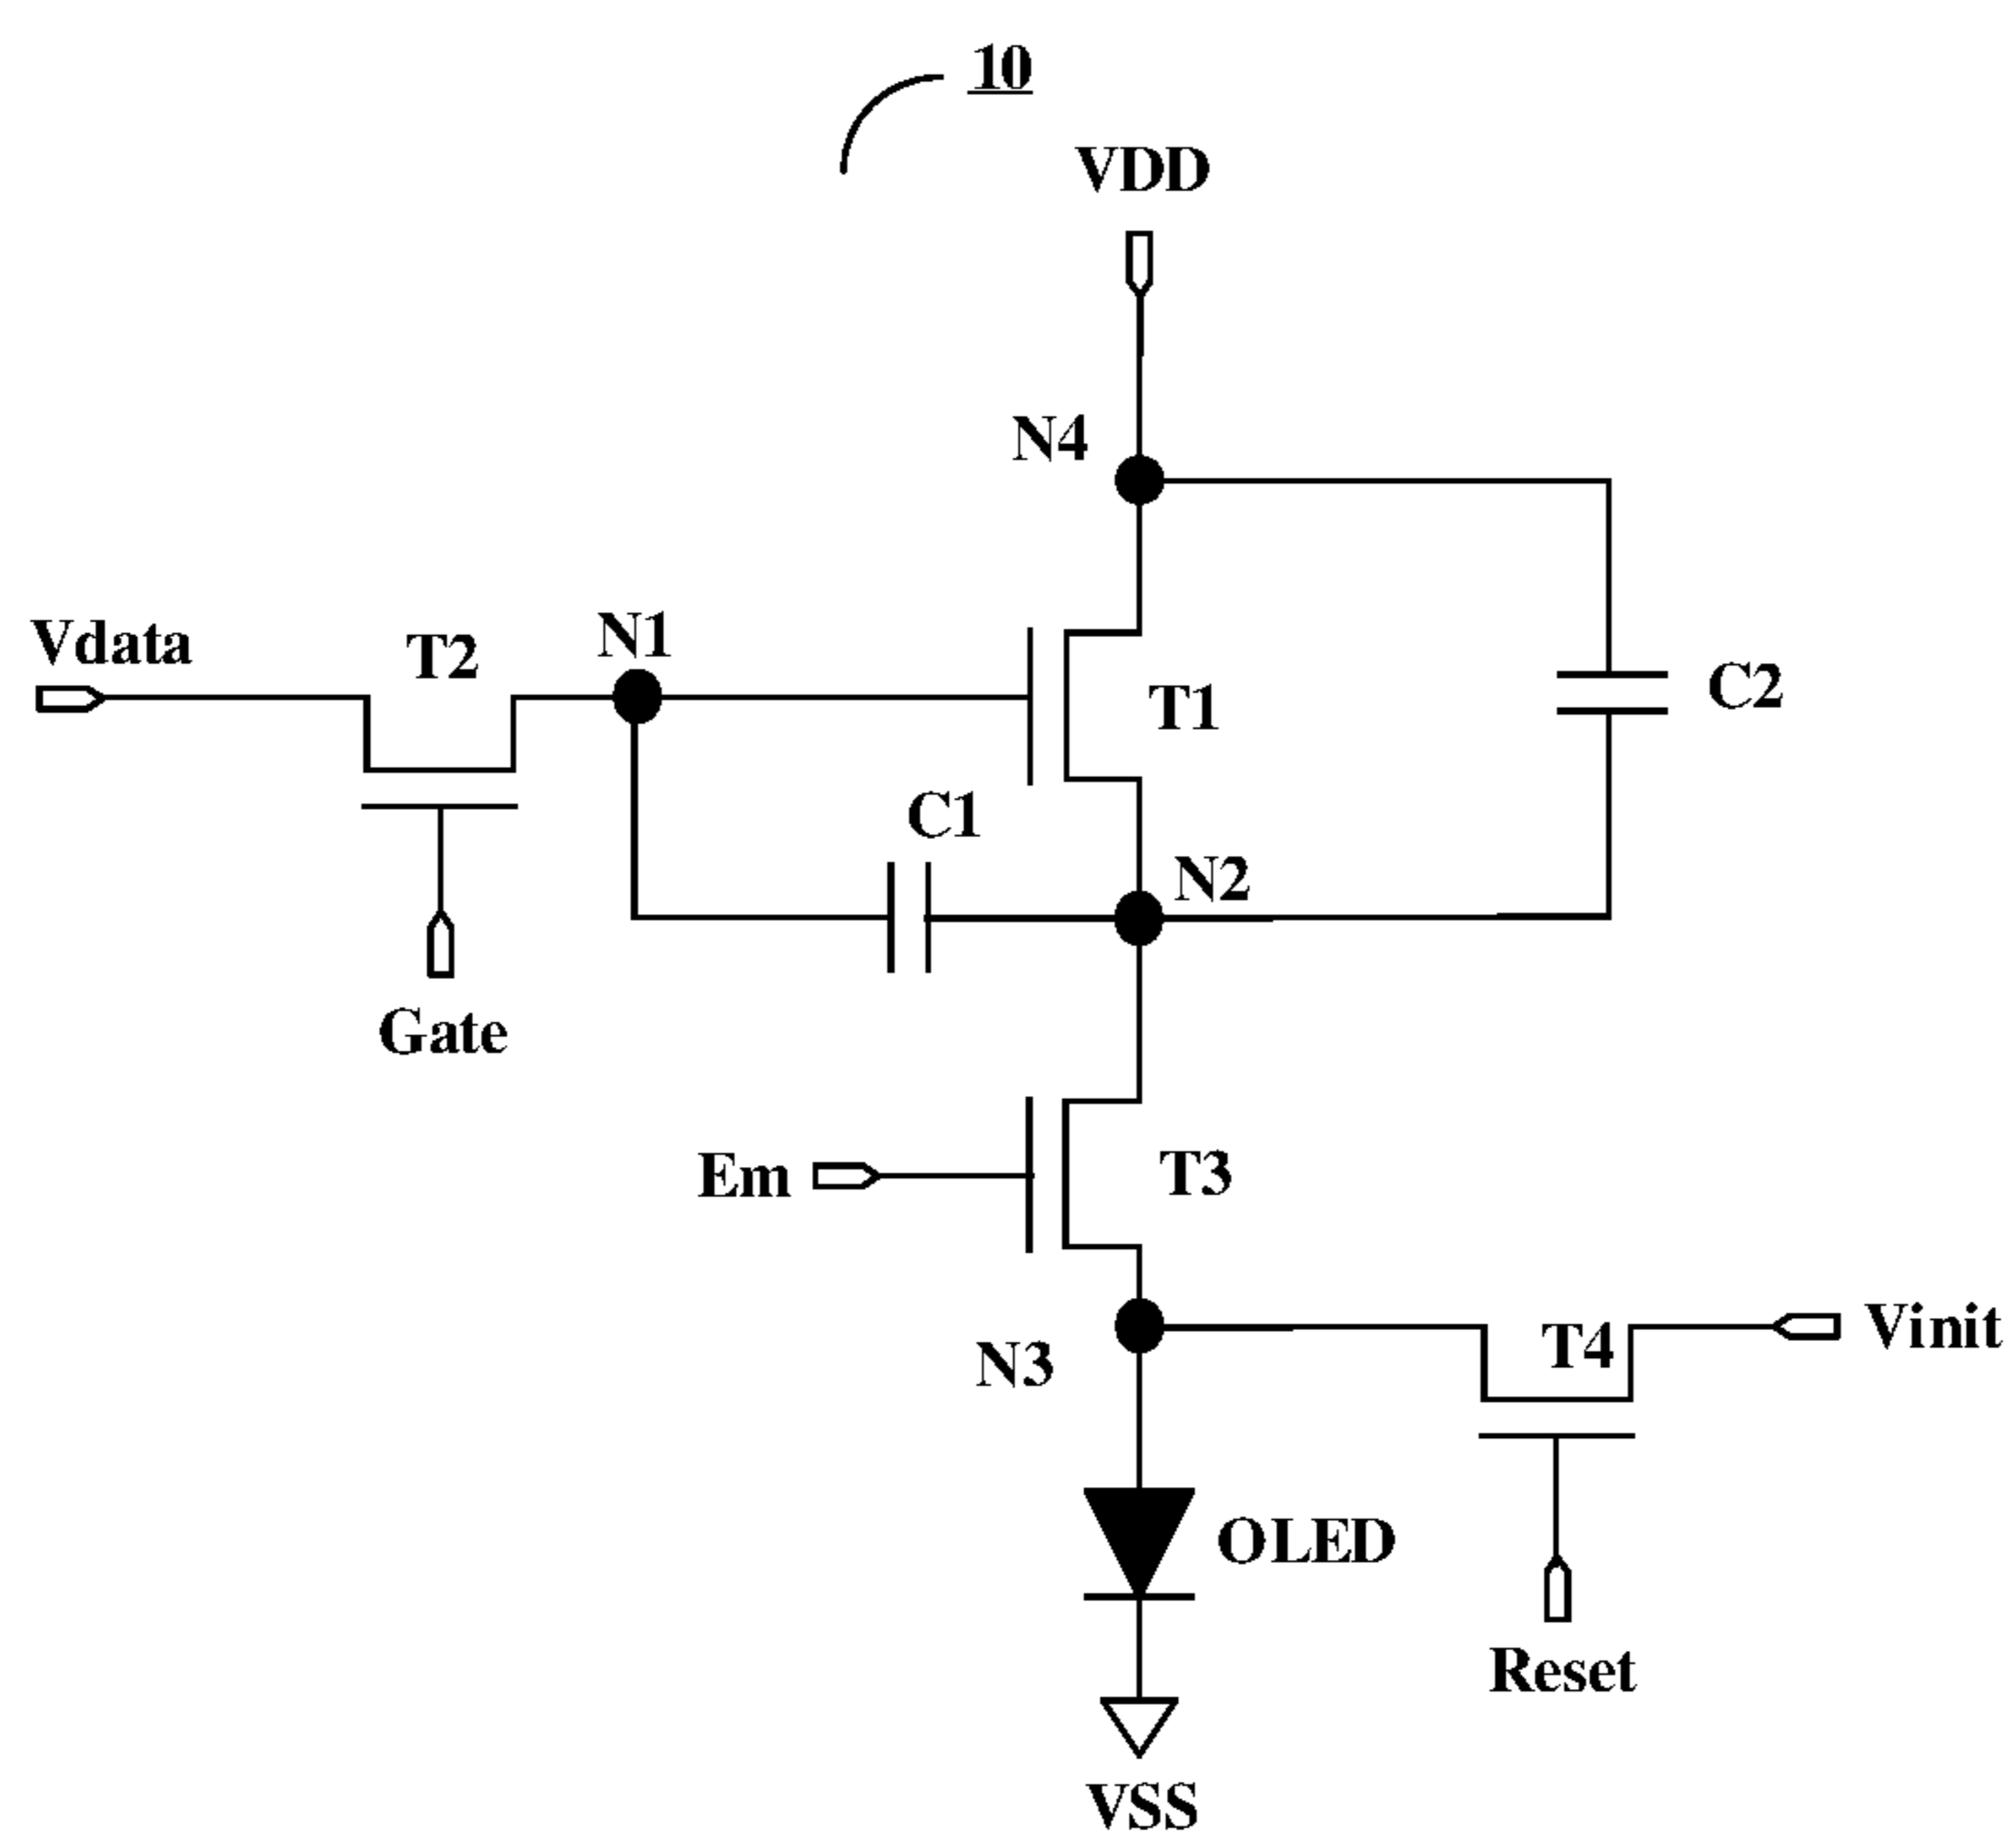 10
VDD
N4
Vdata
T2
N1
T1
C2
C1
N2
Gate
Em
T3
N3
T4
Vinit
OLED
Reset
VSS